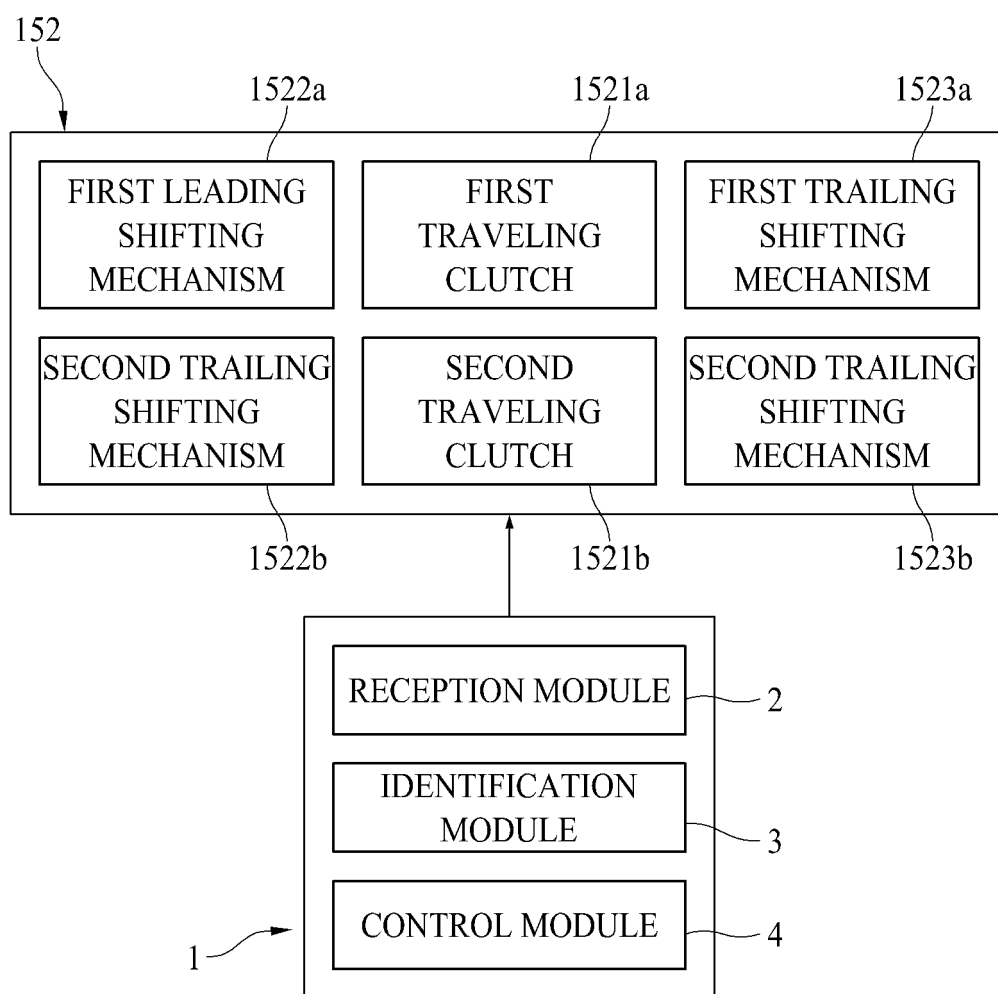 152
1522a
1521a
1523a
FIRST LEADING
SHIFTING
MECHANISM
FIRST
TRAVELING
CLUTCH
FIRST TRAILING
SHIFTING
MECHANISM
SECOND TRAILING
SHIFTING
MECHANISM
SECOND
TRAVELING
CLUTCH
SECOND TRAILING
SHIFTING
MECHANISM
1522b
1521b
1523b
RECEPTION MODULE
2
IDENTIFICATION
MODULE
3
CONTROL MODULE
4
1